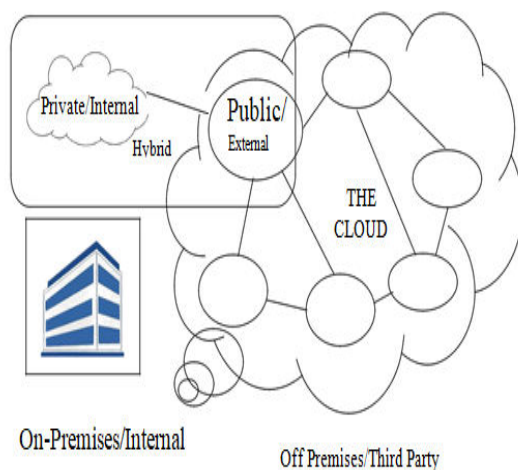 Private/Internal
Public/
External
Hybrid
THE
CLOUD
On-Premises/Internal
Off Premises/Third Party